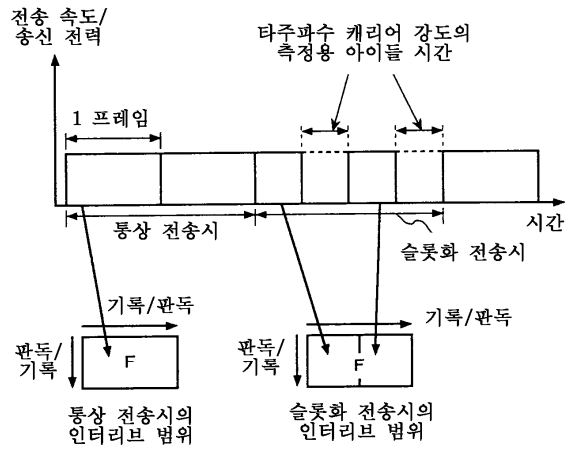 전송 속도/
송신 전력
타주파수 캐리어 강도의
측정용 아이들 시간
1 프레임
시간
통상 전송시
슬롯화 전송시
기록/판독
판독/
기록
F
통상 전송시의
인터리브 범위
기록/판독
판독/
기록
F
슬롯화 전송시의
인터리브 범위